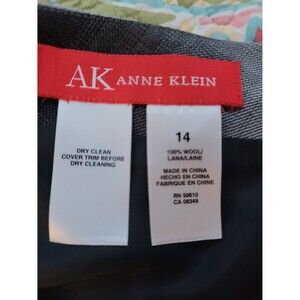 AK ANNE KLEIN
DRY CLEAN
COVER TRIM BEFORE
DRY CLEANING
14
100% WOOL/
LANA/LAINE
MADE IN CHINA
HECHO EN CHINA
FABRIQUE EN CHINE
RN 50610
CA 06349